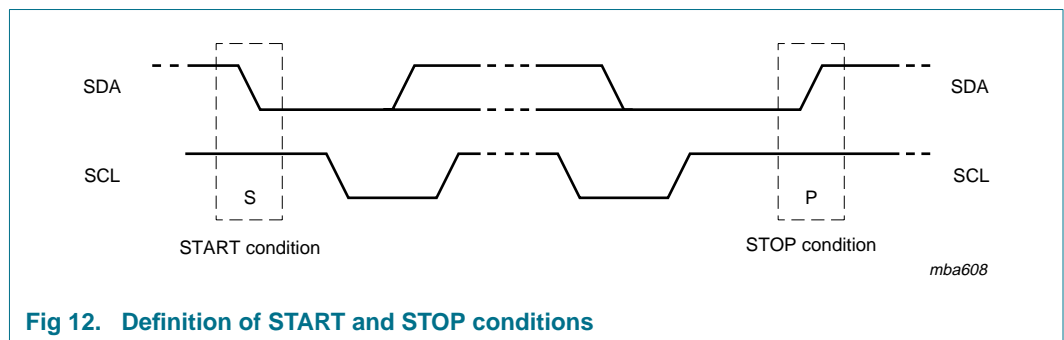 SDA
SDA
SCL
SCL
S
P
START condition
STOP condition
mba608
Fig 12. Definition of START and STOP conditions